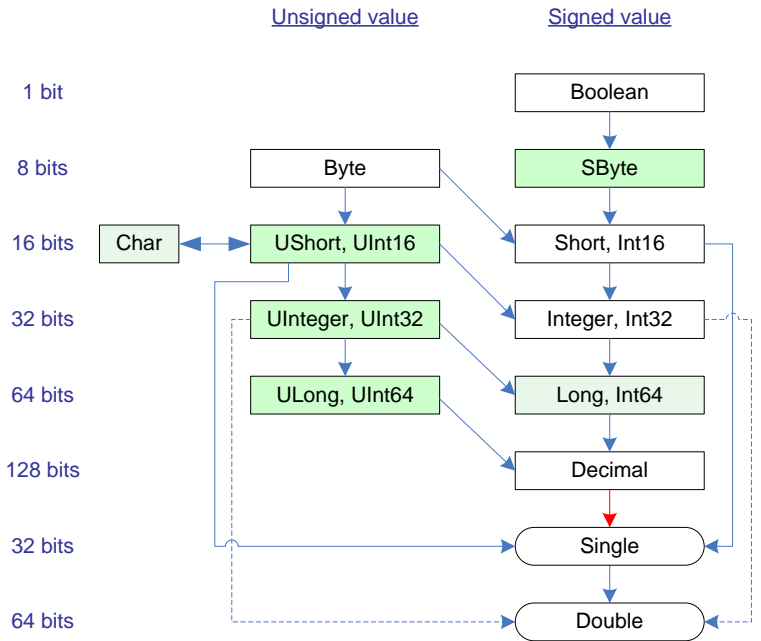 Unsigned value Signed value
1 bit Boolean
8 bits Byte SByte
16 bits Char UShort, UInt16 Short, Int16
32 bits UInteger, UInt32 Integer, Int32
64 bits ULong, UInt64 Long, Int64
128 bits Decimal
32 bits Single
64 bits Double